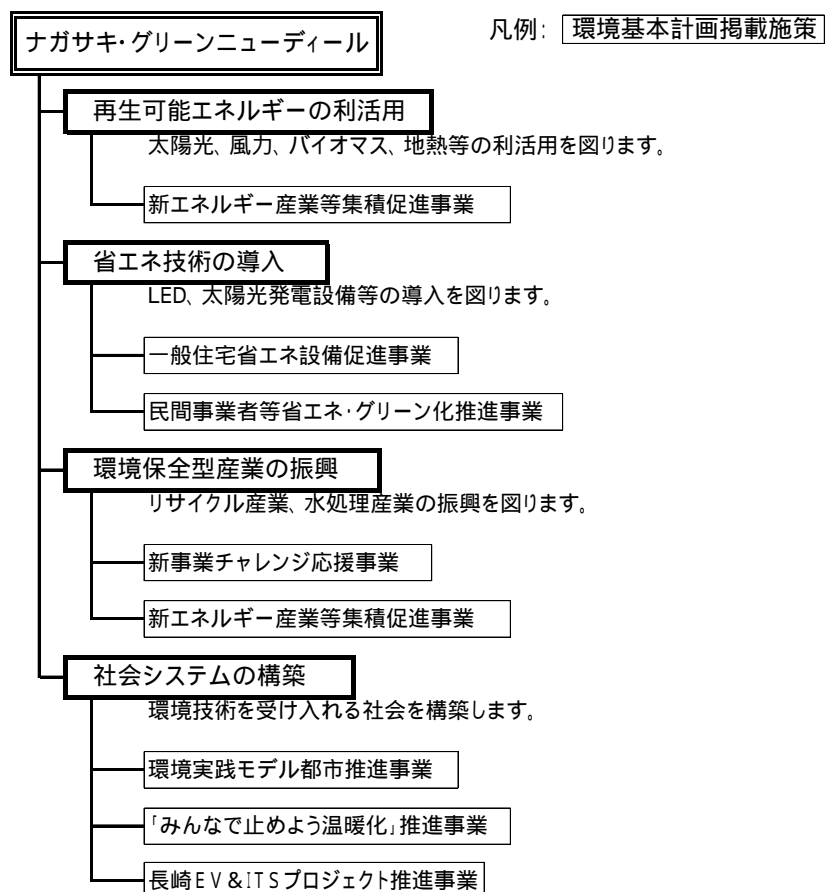 ナガサキ・グリーンニューディール
凡例: 環境基本計画掲載施策
再生可能エネルギーの利活用
太陽光、風力、バイオマス、地熱等の利活用を図ります。
新エネルギー産業等集積促進事業
省エネ技術の導入
LED、太陽光発電設備等の導入を図ります。
一般住宅省エネ設備促進事業
民間事業者等省エネ・グリーン化推進事業
環境保全型産業の振興
リサイクル産業、水処理産業の振興を図ります。
新事業チャレンジ応援事業
新エネルギー産業等集積促進事業
社会システムの構築
環境技術を受け入れる社会を構築します。
環境実践モデル都市推進事業
「みんなで止めよう温暖化」推進事業
長崎EV&ITSプロジェクト推進事業